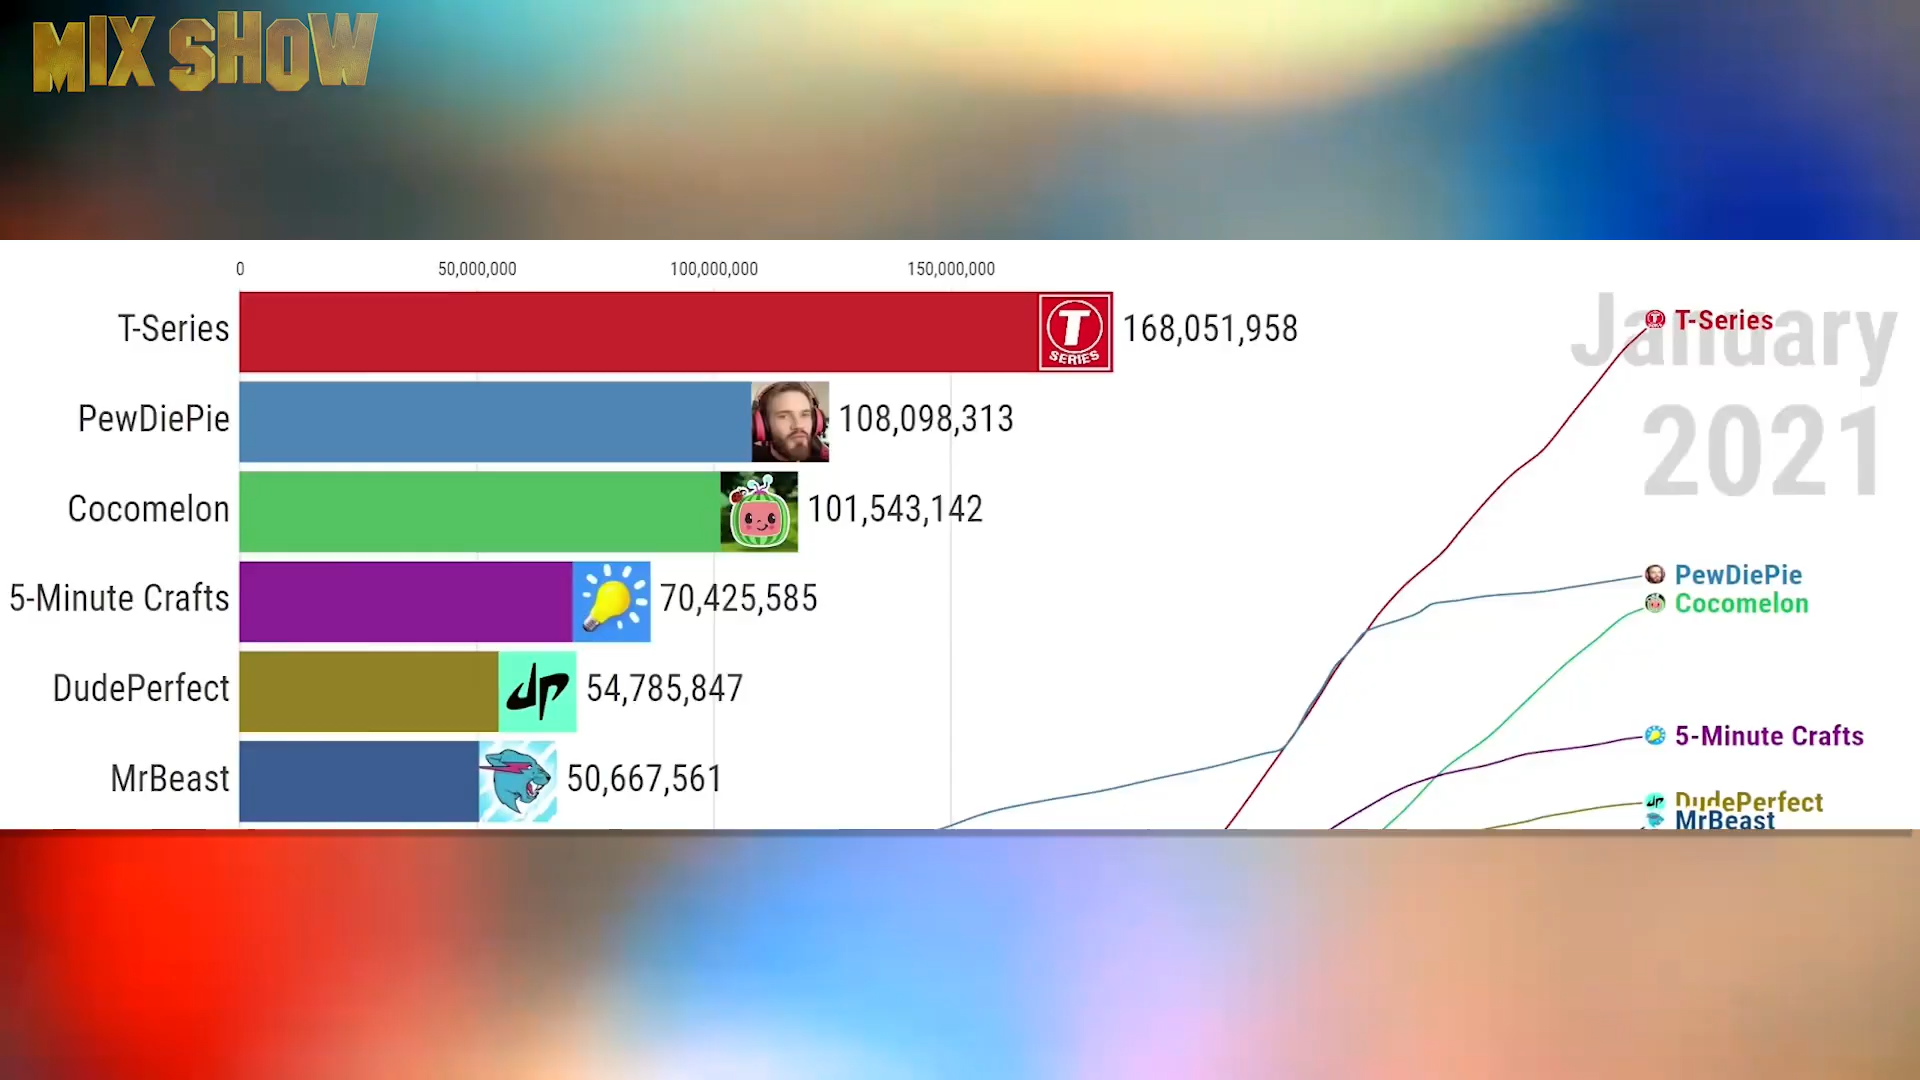 MIX SHOW
0 50,000,000 100,000,000 150,000,000
T-Series 168,051,958
T SERIES
PewDiePie 108,098,313
Cocomelon 101,543,142
5-Minute Crafts 70,425,585
DudePerfect dp 54,785,847
MrBeast 50,667,561
January
2021
T-Series
PewDiePie
Cocomelon
5-Minute Crafts
DudePerfect
MrBeast